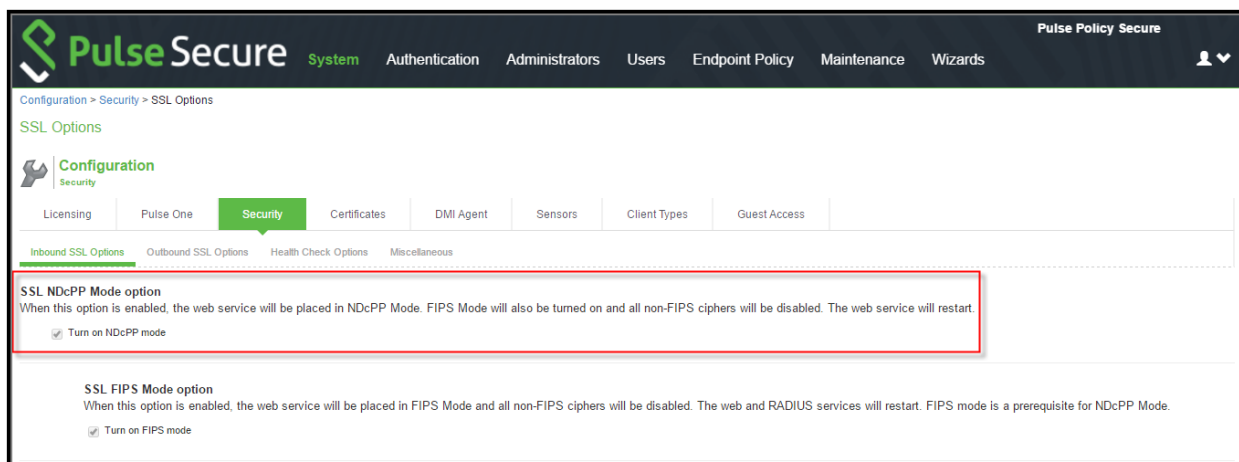 Pulse Policy Secure
Pulse Secure System Authentication Administrators Users Endpoint Policy Maintenance Wizards
Configuration > Security > SSL Options
SSL Options
Configuration
Security
Licensing Pulse One Security Certificates DMI Agent Sensors Client Types Guest Access
Inbound SSL Options Outbound SSL Options Health Check Options Miscellaneous
SSL NDcPP Mode option
When this option is enabled, the web service will be placed in NDcPP Mode. FIPS Mode will also be turned on and all non-FIPS ciphers will be disabled. The web service will restart.
Turn on NDcPP mode
SSL FIPS Mode option
When this option is enabled, the web service will be placed in FIPS Mode and all non-FIPS ciphers will be disabled. The web and RADIUS services will restart. FIPS mode is a prerequisite for NDcPP Mode.
Turn on FIPS mode